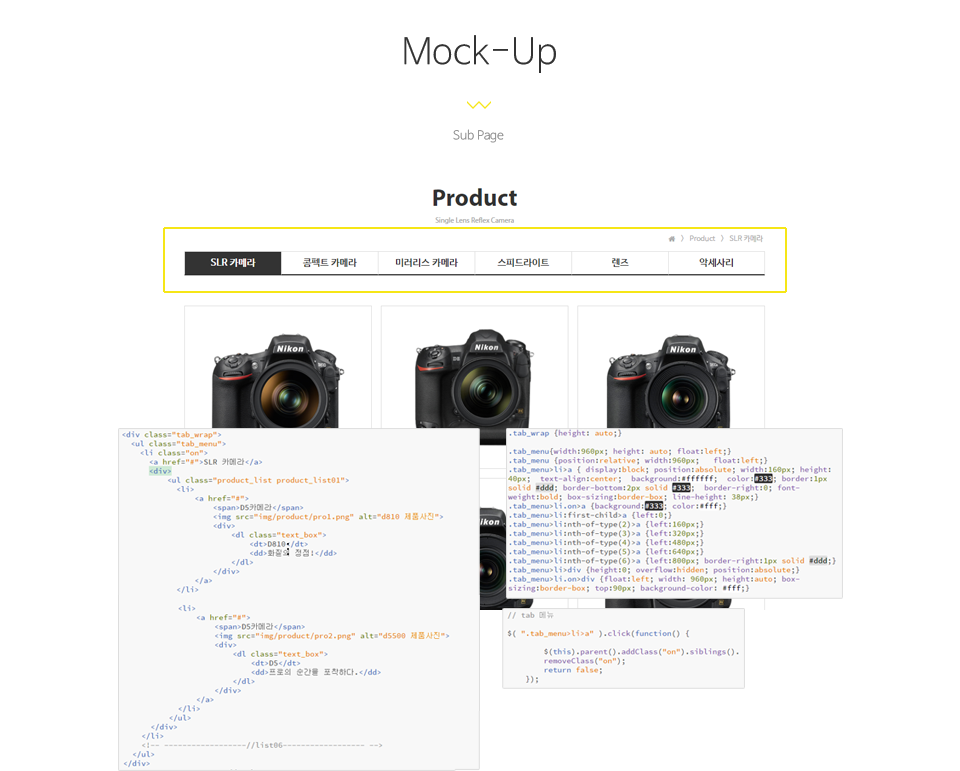 Mock-Up
Sub Page
Product
Single Lens Reflex Camera
Product 〉 SLR 카메라
SLR 카메라 콤팩트 카메라 미러리스 카메라 스피드라이트 렌즈 악세사리
Nikon Nikon Nikon
<div class="tab_wrap">
<ul class="tab_menu">
<li class="on">
<a href="#">SLR 카메라</a>
<div>
<ul class="product_list product_list01">
<li>
<a href="#">
<span>D5카메라</span>
<img src="img/product/pro1.png" alt="d810 제품사진">
<div>
<dl class="text_box">
<dt>D810</dt>
<dd>화질의 정점!</dd>
</dl>
</div>
</a>
</li>
<li>
<a href="#">
<span>D5카메라</span>
<img src="img/product/pro2.png" alt="d5500 제품사진">
<div>
<dl class="text_box">
<dt>D5</dt>
<dd>프로의 순간을 포착하다.</dd>
</dl>
</div>
</a>
</li>
</ul>
</div>
</li>
<!-- ------------------//list06------------------ -->
</ul>
</div>
.tab_wrap {height: auto;}
.tab_menu{width:960px; height: auto; float:left;}
.tab_menu {position:relative; width:960px; float:left;}
.tab_menu>li>a { display:block; position:absolute; width:160px; height:
40px; text-align:center; background:#ffffff; color:#333; border:1px
solid #ddd; border-bottom:2px solid #333; border-right:0; font-
weight:bold; box-sizing:border-box; line-height: 38px;}
.tab_menu>li.on>a {background:#333; color:#fff;}
.tab_menu>li:first-child>a {left:0;}
.tab_menu>li:nth-of-type(2)>a {left:160px;}
.tab_menu>li:nth-of-type(3)>a {left:320px;}
.tab_menu>li:nth-of-type(4)>a {left:480px;}
.tab_menu>li:nth-of-type(5)>a {left:640px;}
.tab_menu>li:nth-of-type(6)>a {left:800px; border-right:1px solid #ddd;}
.tab_menu>li>div {height:0; overflow:hidden; position:absolute;}
.tab_menu>li.on>div {float:left; width: 960px; height:auto; box-
sizing:border-box; top:90px; background-color: #fff;}
// tab 메뉴
$( ".tab_menu>li>a" ).click(function() {
$(this).parent().addClass("on").siblings().
removeClass("on");
return false;
});